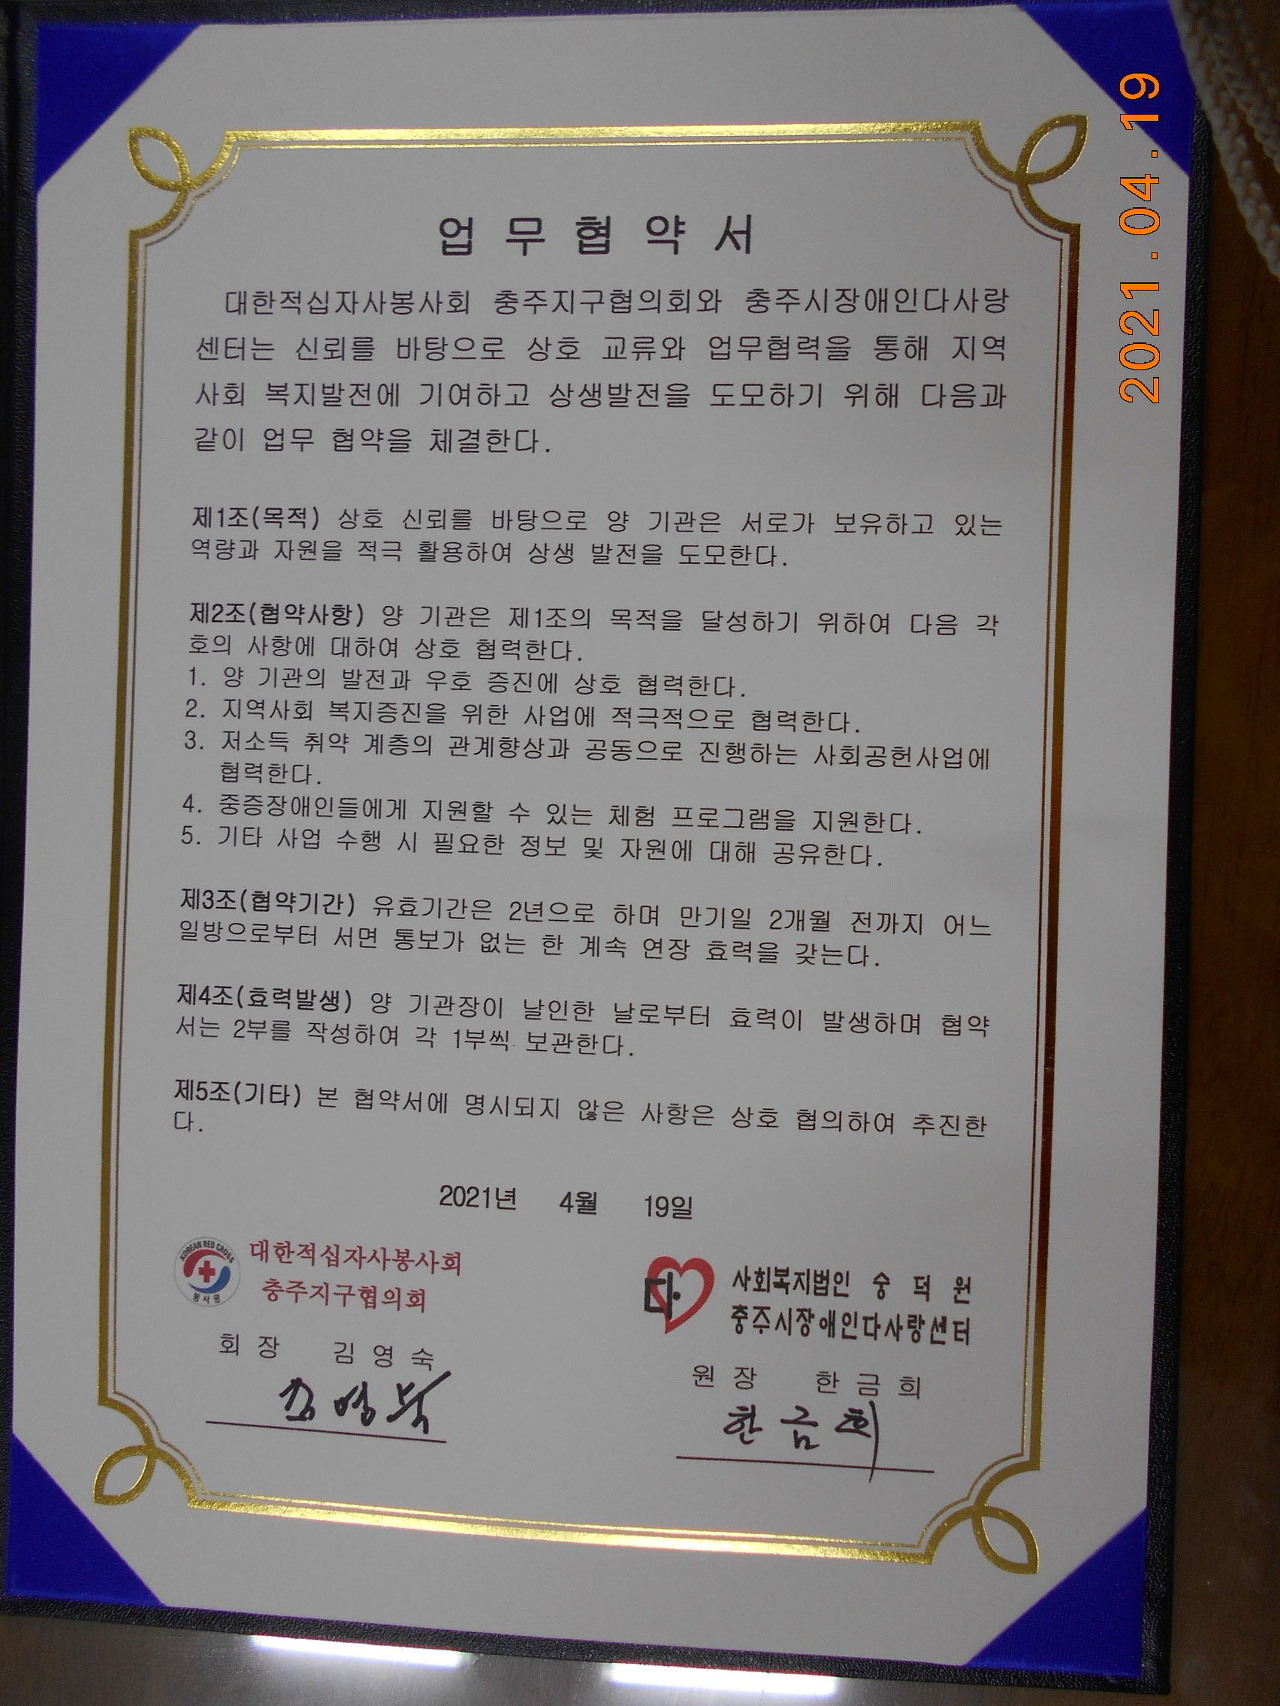 2021.04.19
업 무 협 약 서
대한적십자사봉사회 충주지구협의회와 충주시장애인다사랑
센터는 신뢰를 바탕으로 상호 교류와 업무협력을 통해 지역
사회 복지발전에 기여하고 상생발전을 도모하기 위해 다음과
같이 업무 협약을 체결한다.
제1조(목적) 상호 신뢰를 바탕으로 양 기관은 서로가 보유하고 있는
역량과 자원을 적극 활용하여 상생 발전을 도모한다.
제2조(협약사항) 양 기관은 제1조의 목적을 달성하기 위하여 다음 각
호의 사항에 대하여 상호 협력한다.
1. 양 기관의 발전과 우호 증진에 상호 협력한다.
2. 지역사회 복지증진을 위한 사업에 적극적으로 협력한다.
3. 저소득 취약 계층의 관계향상과 공동으로 진행하는 사회공헌사업에
협력한다.
4. 중증장애인들에게 지원할 수 있는 체험 프로그램을 지원한다.
5. 기타 사업 수행 시 필요한 정보 및 자원에 대해 공유한다.
제3조(협약기간) 유효기간은 2년으로 하며 만기일 2개월 전까지 어느
일방으로부터 서면 통보가 없는 한 계속 연장 효력을 갖는다.
제4조(효력발생) 양 기관장이 날인한 날로부터 효력이 발생하며 협약
서는 2부를 작성하여 각 1부씩 보관한다.
제5조(기타) 본 협약서에 명시되지 않은 사항은 상호 협의하여 추진한
다.
2021년 4월 19일
KOREAN RED CROSS
봉사원
대한적십자사봉사회
충주지구협의회
회 장 김 영 숙
김영숙
다
사회복지법인 숭 덕 원
충주시장애인다사랑센터
원 장 한 금 희
한금희